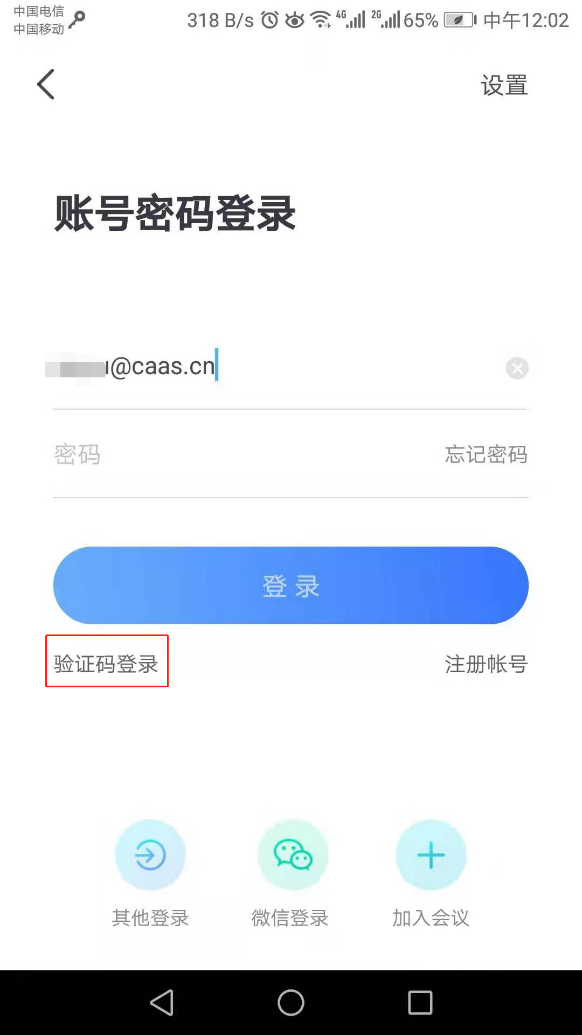 中国电信
中国移动
318 B/s 4G 2G 65% 中午12:02
设置
账号密码登录
@caas.cn
密码 忘记密码
登录
验证码登录 注册帐号
其他登录 微信登录 加入会议